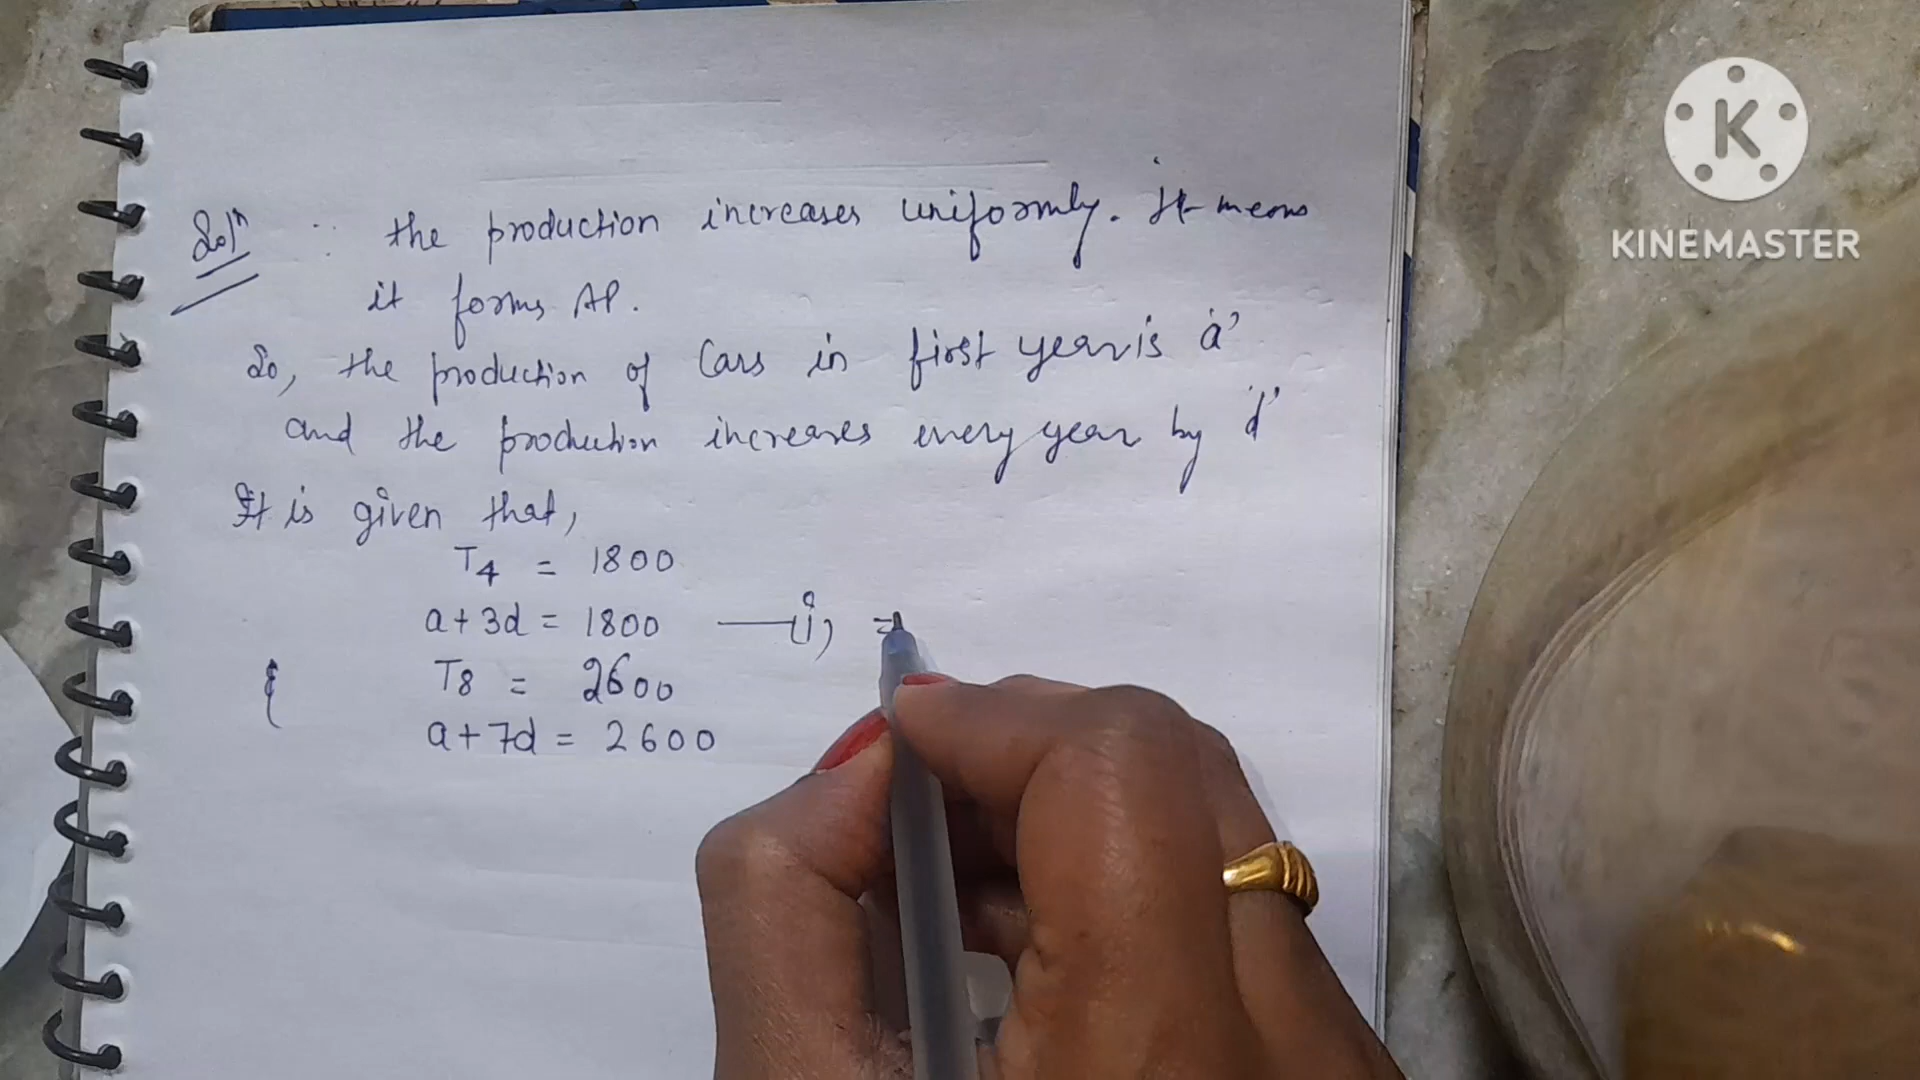 Solⁿ ∵ the production increases uniformly. It means
it forms AP.
So, the production of Cars in first year is 'a'
and the production increases every year by 'd'
It is given that,
T4 = 1800
a+3d = 1800 —(i) =
& T8 = 2600
a+7d = 2600
K
KINEMASTER